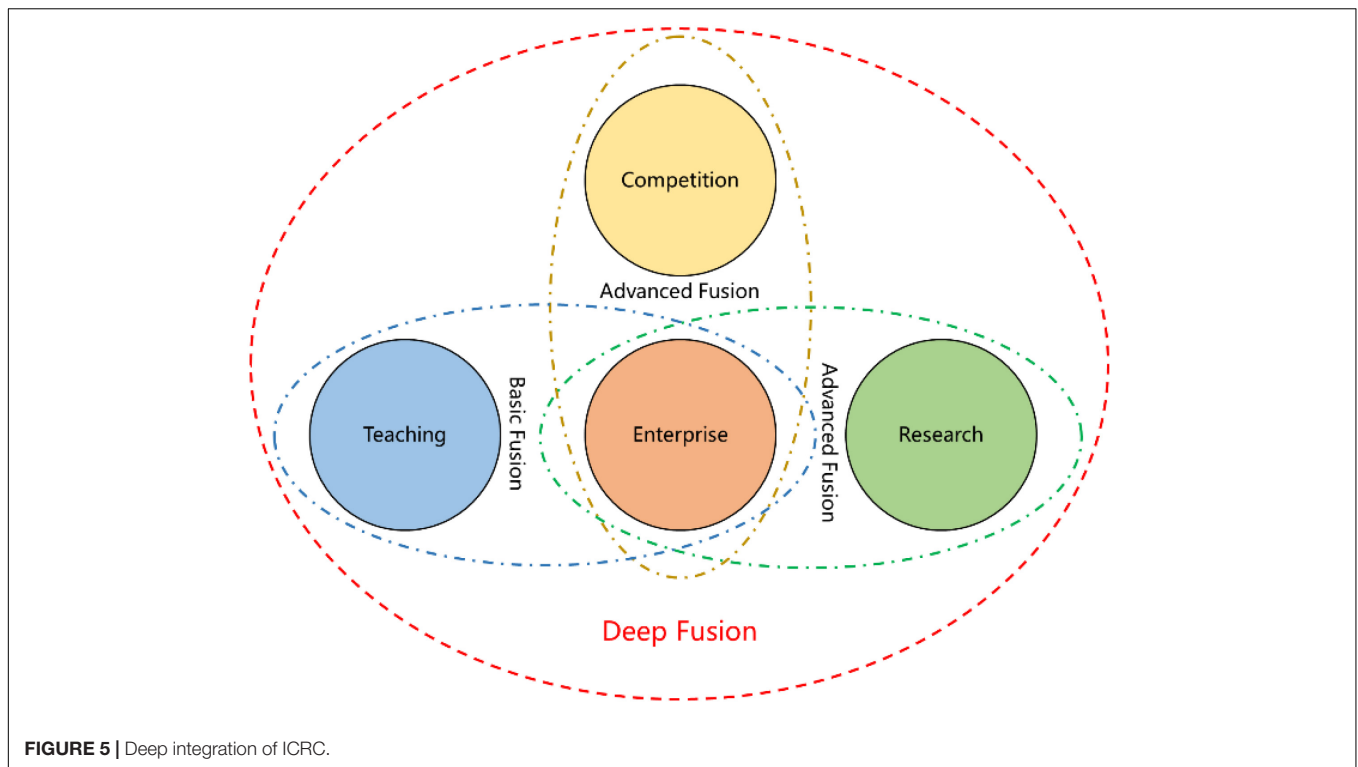 Competition
Advanced Fusion
Teaching
Basic Fusion
Enterprise
Advanced Fusion
Research
Deep Fusion
FIGURE 5 | Deep integration of ICRC.